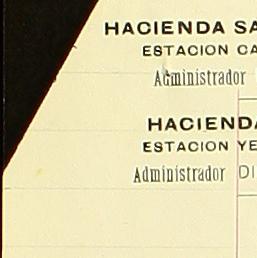 HACIENDA SA
ESTACION CA
Administrador
HACIENDA
ESTACION YE
Administrador DI